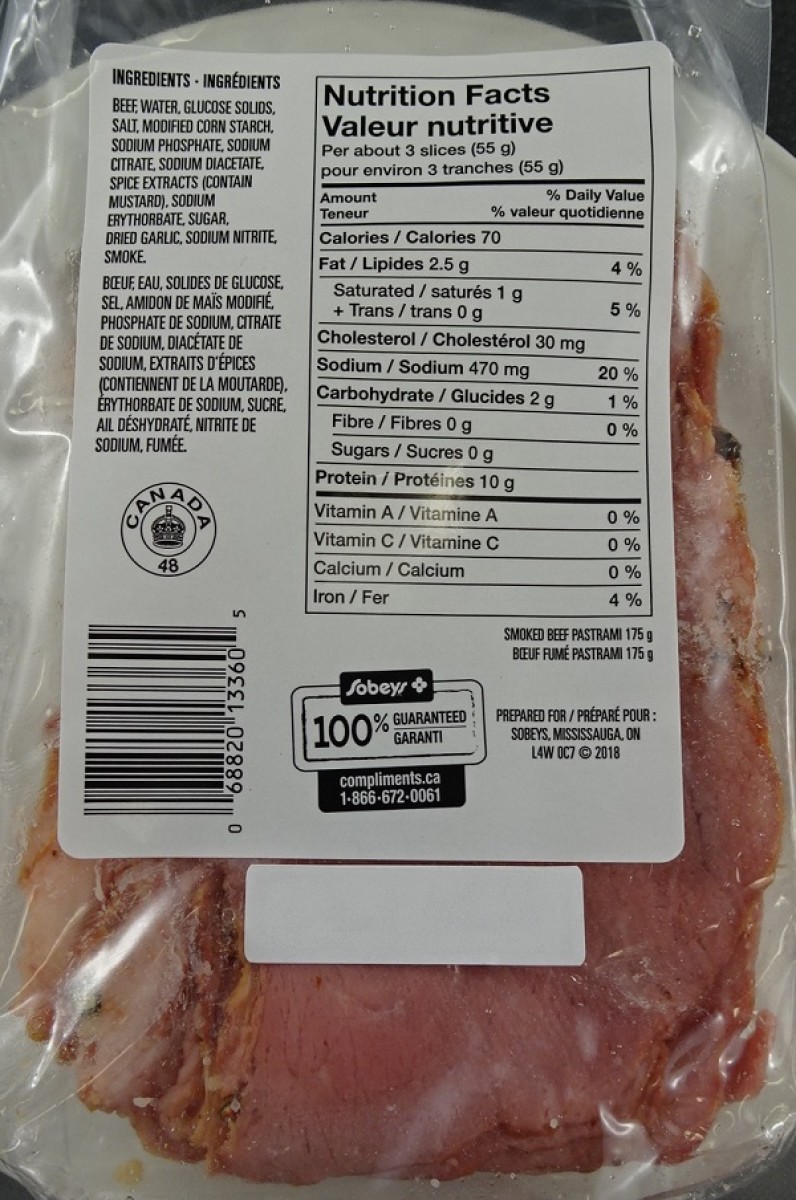 INGREDIENTS · INGRÉDIENTS
BEEF, WATER, GLUCOSE SOLIDS,
SALT, MODIFIED CORN STARCH,
SODIUM PHOSPHATE, SODIUM
CITRATE, SODIUM DIACETATE,
SPICE EXTRACTS (CONTAIN
MUSTARD), SODIUM
ERYTHORBATE, SUGAR,
DRIED GARLIC, SODIUM NITRITE,
SMOKE.
BŒUF, EAU, SOLIDES DE GLUCOSE,
SEL, AMIDON DE MAÏS MODIFIÉ,
PHOSPHATE DE SODIUM, CITRATE
DE SODIUM, DIACÉTATE DE
SODIUM, EXTRAITS D'ÉPICES
(CONTIENNENT DE LA MOUTARDE),
ÉRYTHORBATE DE SODIUM, SUCRE,
AIL DÉSHYDRATÉ, NITRITE DE
SODIUM, FUMÉE.
CANADA
48
0 68820 13360 5
Nutrition Facts
Valeur nutritive
Per about 3 slices (55 g)
pour environ 3 tranches (55 g)
Amount % Daily Value
Teneur % valeur quotidienne
Calories / Calories 70
Fat / Lipides 2.5 g 4 %
Saturated / saturés 1 g
+ Trans / trans 0 g 5 %
Cholesterol / Cholestérol 30 mg
Sodium / Sodium 470 mg 20 %
Carbohydrate / Glucides 2 g 1 %
Fibre / Fibres 0 g 0 %
Sugars / Sucres 0 g
Protein / Protéines 10 g
Vitamin A / Vitamine A 0 %
Vitamin C / Vitamine C 0 %
Calcium / Calcium 0 %
Iron / Fer 4 %
SMOKED BEEF PASTRAMI 175 g
BŒUF FUMÉ PASTRAMI 175 g
Sobeys
100% GUARANTEED
GARANTI
compliments.ca
1·866·672·0061
PREPARED FOR / PRÉPARÉ POUR :
SOBEYS, MISSISSAUGA, ON
L4W 0C7 © 2018